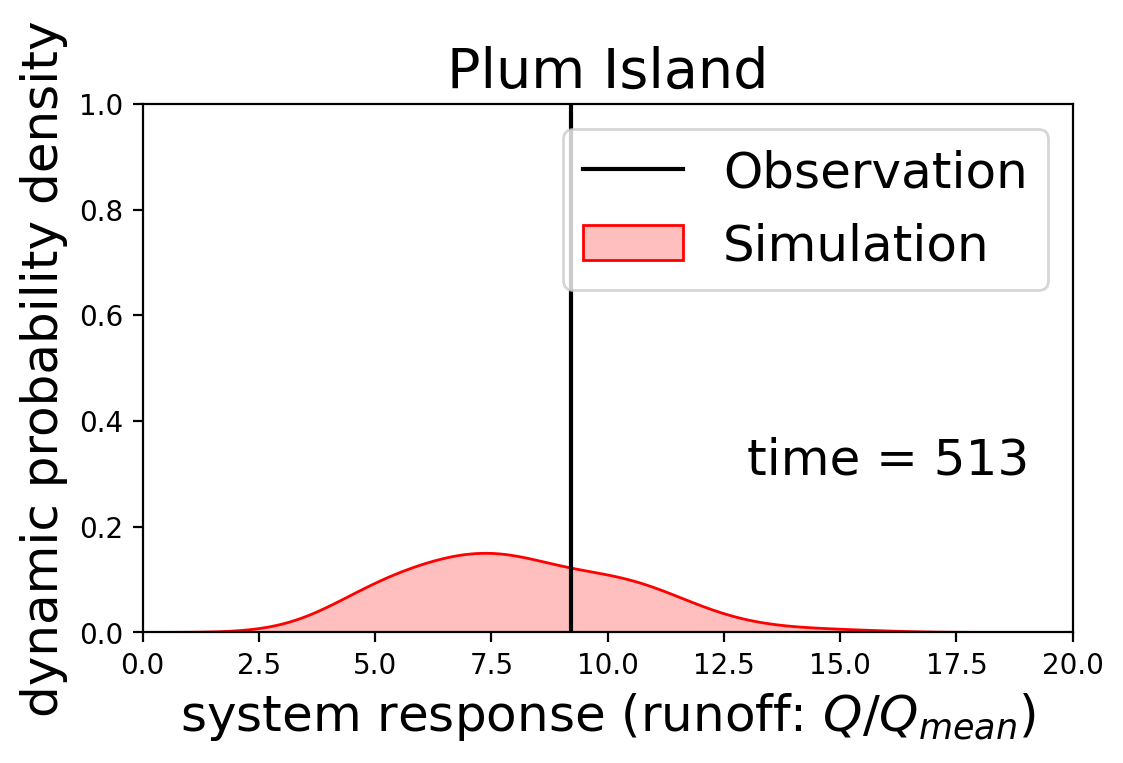 Plum Island
dynamic probability density
1.0
0.8
0.6
0.4
0.2
0.0
Observation
Simulation
time = 513
0.0 2.5 5.0 7.5 10.0 12.5 15.0 17.5 20.0
system response (runoff: Q/Qmean)